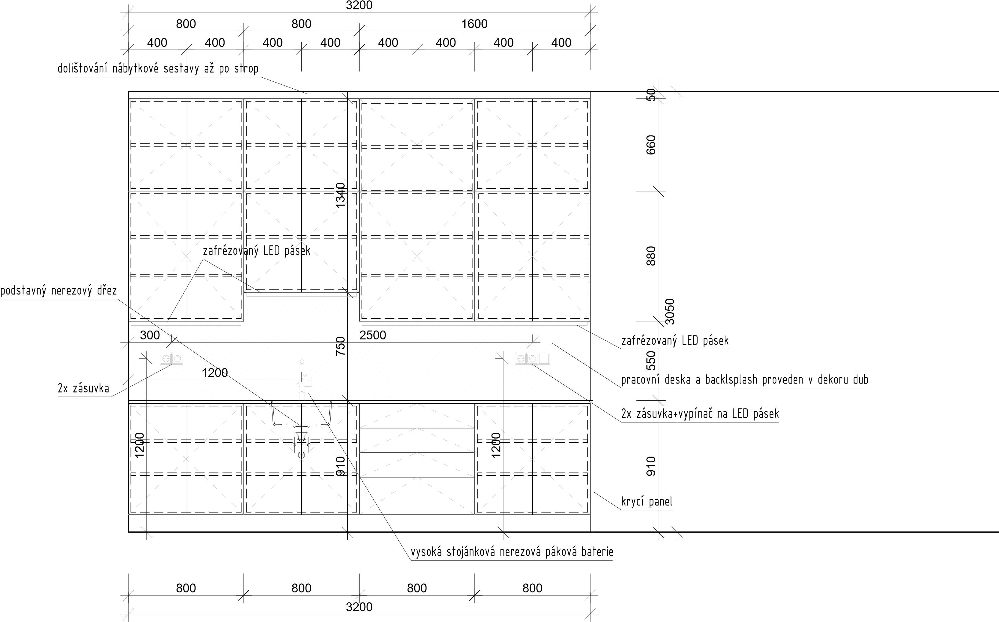 3200
800 800 1600
400 400 400 400 400 400 400 400
dolištování nábytkové sestavy až po strop
50
660
1340
zafrézovaný LED pásek
880
podstavný nerezový dřez
3050
300 2500
750
zafrézovaný LED pásek
550
1200
pracovní deska a backlsplash proveden v dekoru dub
2x zásuvka
2x zásuvka+vypínač na LED pásek
1200 1200
910 910
krycí panel
vysoká stojánková nerezová páková baterie
800 800 800 800
3200